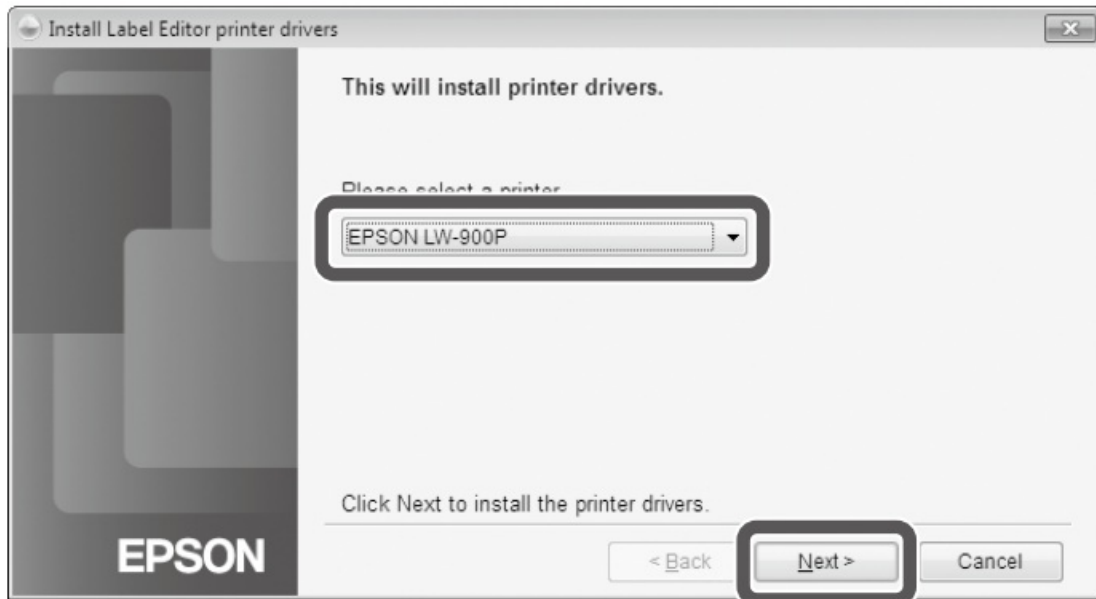 Install Label Editor printer drivers
This will install printer drivers.
Please select a printer
EPSON LW-900P
Click Next to install the printer drivers.
EPSON
< Back
Next >
Cancel